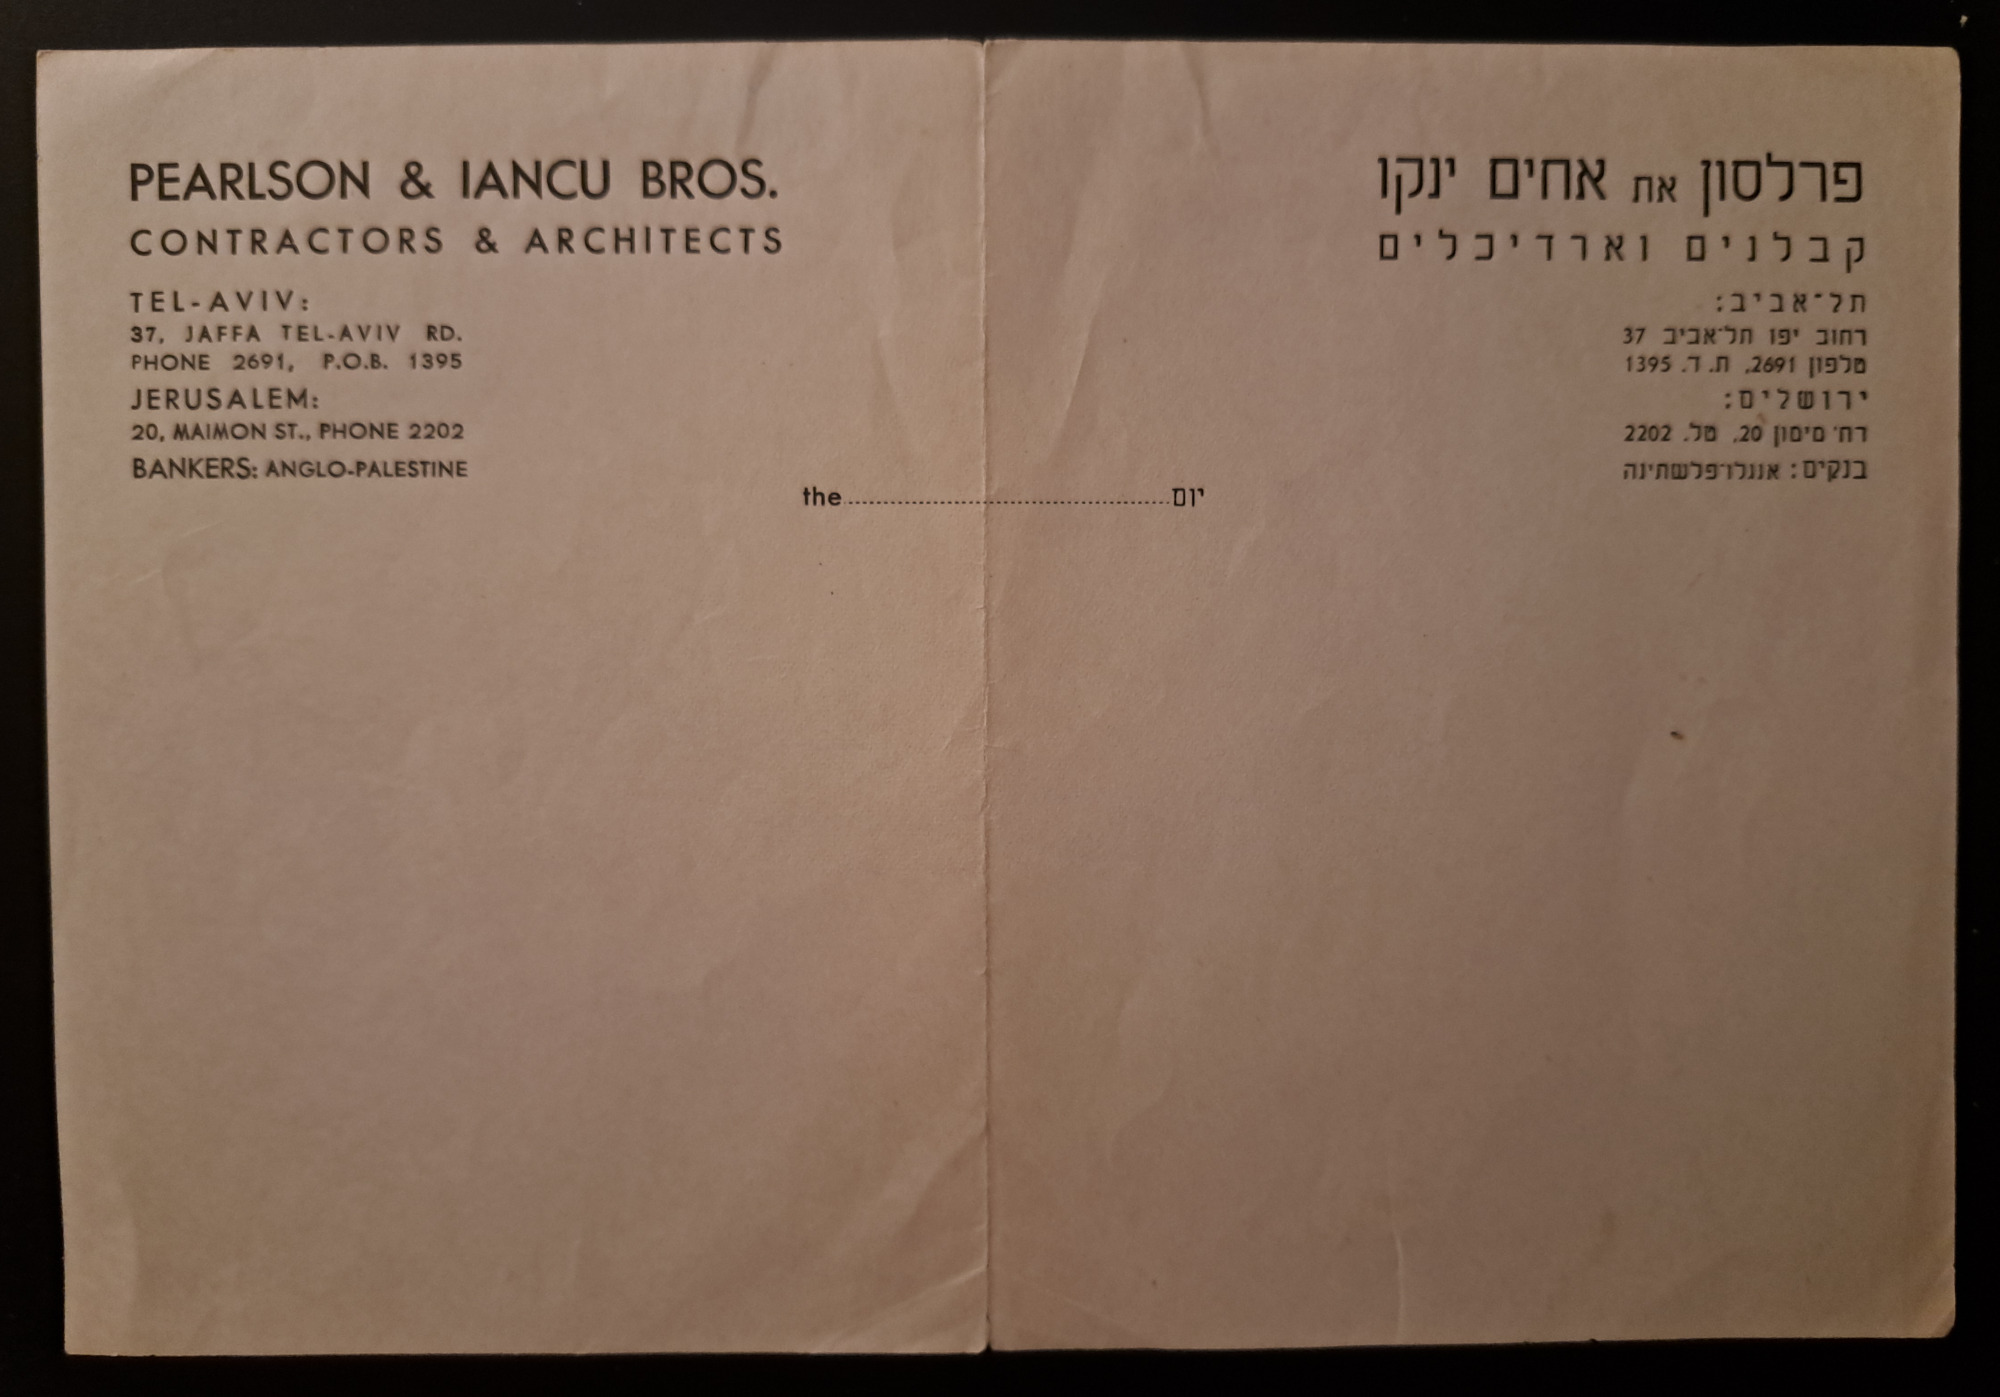 PEARLSON & IANCU BROS.
CONTRACTORS & ARCHITECTS
TEL-AVIV:
37, JAFFA TEL-AVIV RD.
PHONE 2691, P.O.B. 1395
JERUSALEM:
20, MAIMON ST., PHONE 2202
BANKERS: ANGLO-PALESTINE
פרלסון את אחים ינקו
קבלנים וארדיכלים
תל־אביב:
רחוב יפו תל־אביב 37
טלפון 2691, ת. ד. 1395
ירושלים:
רח' מימון 20, טל. 2202
בנקים: אנגלו־פלשתינה
the ........................ יום